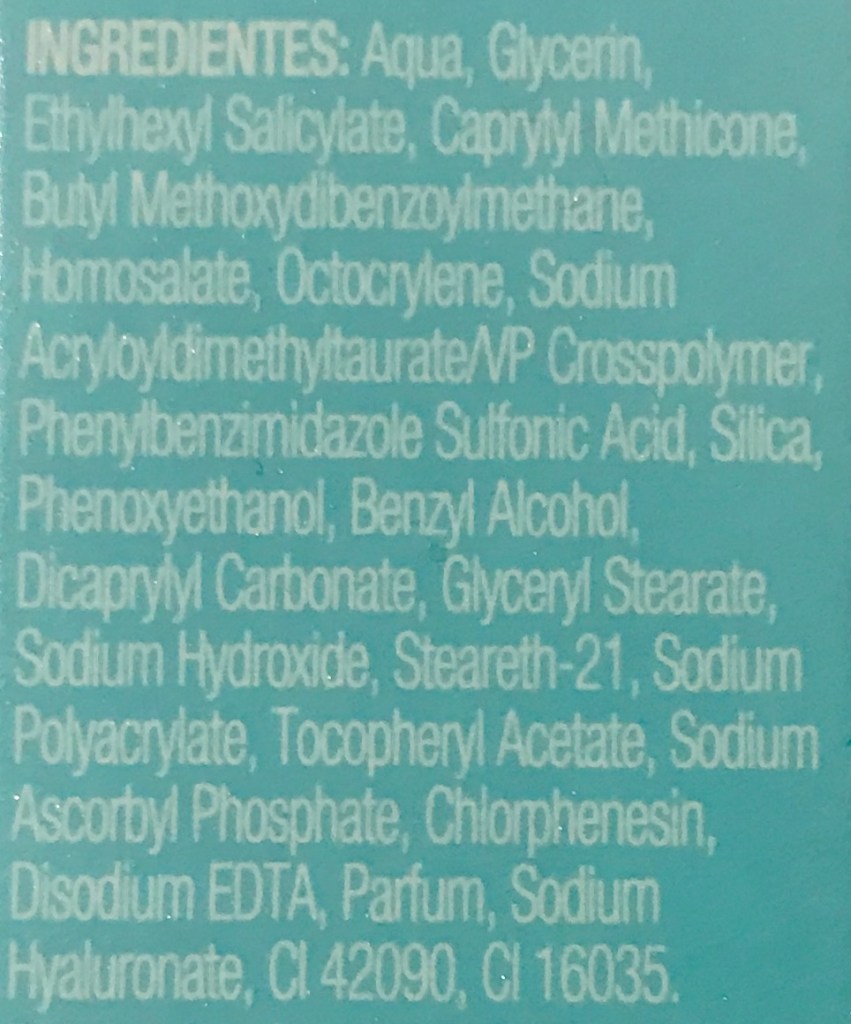 INGREDIENTES: Aqua, Glycerin,
Ethylhexyl Salicylate, Caprylyl Methicone,
Butyl Methoxydibenzoylmethane,
Homosalate, Octocrylene, Sodium
Acryloyldimethyltaurate/VP Crosspolymer,
Phenylbenzimidazole Sulfonic Acid, Silica,
Phenoxyethanol, Benzyl Alcohol,
Dicaprylyl Carbonate, Glyceryl Stearate,
Sodium Hydroxide, Steareth-21, Sodium
Polyacrylate, Tocopheryl Acetate, Sodium
Ascorbyl Phosphate, Chlorphenesin,
Disodium EDTA, Parfum, Sodium
Hyaluronate, CI 42090, CI 16035.